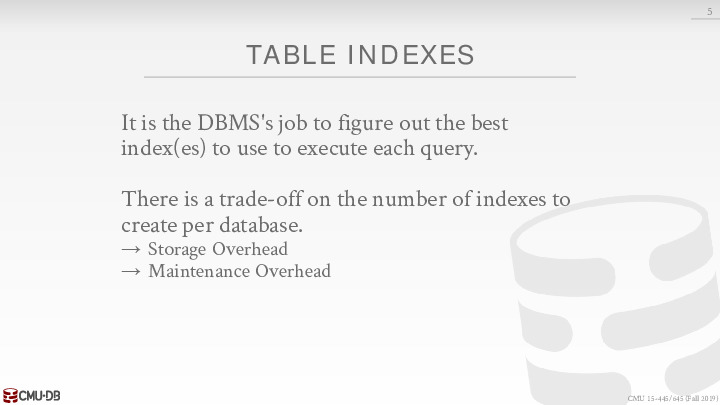 5
TABLE INDEXES
It is the DBMS's job to figure out the best
index(es) to use to execute each query.
There is a trade-off on the number of indexes to
create per database.
→ Storage Overhead
→ Maintenance Overhead
CMU·DB
CMU 15-445/645 (Fall 2019)